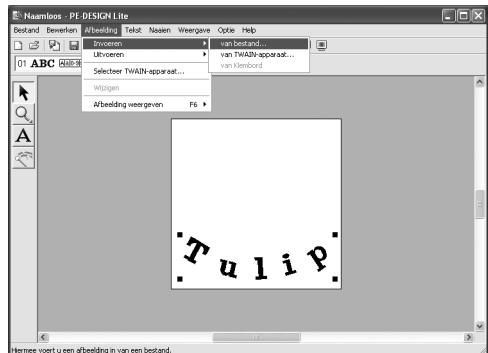 Naamloos - PE-DESIGN Lite
Bestand Bewerken Afbeelding Tekst Naaien Weergave Optie Help
Invoeren
van bestand...
Uitvoeren
van TWAIN-apparaat...
van Klembord
01 ABC
Selecteer TWAIN-apparaat...
Wijzigen
Afbeelding weergeven F6
A
Tulip
Hiermee voert u een afbeelding in van een bestand.